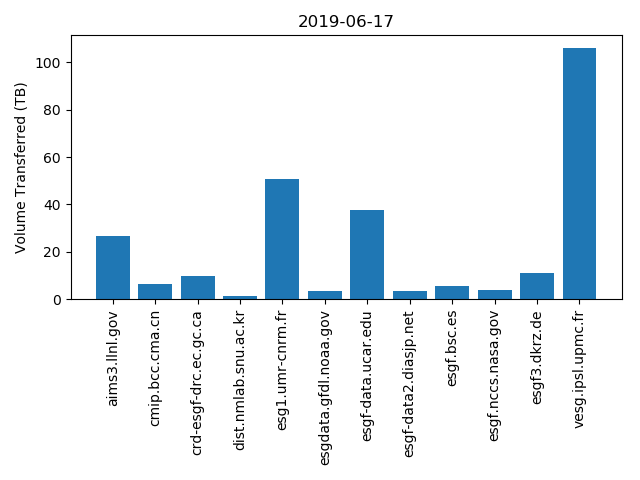 2019-06-17
Volume Transferred (TB)
100
80
60
40
20
0
aims3.llnl.gov
cmip.bcc.cma.cn
crd-esgf-drc.ec.gc.ca
dist.nmlab.snu.ac.kr
esg1.umr-cnrm.fr
esgdata.gfdl.noaa.gov
esgf-data.ucar.edu
esgf-data2.diasjp.net
esgf.bsc.es
esgf.nccs.nasa.gov
esgf3.dkrz.de
vesg.ipsl.upmc.fr